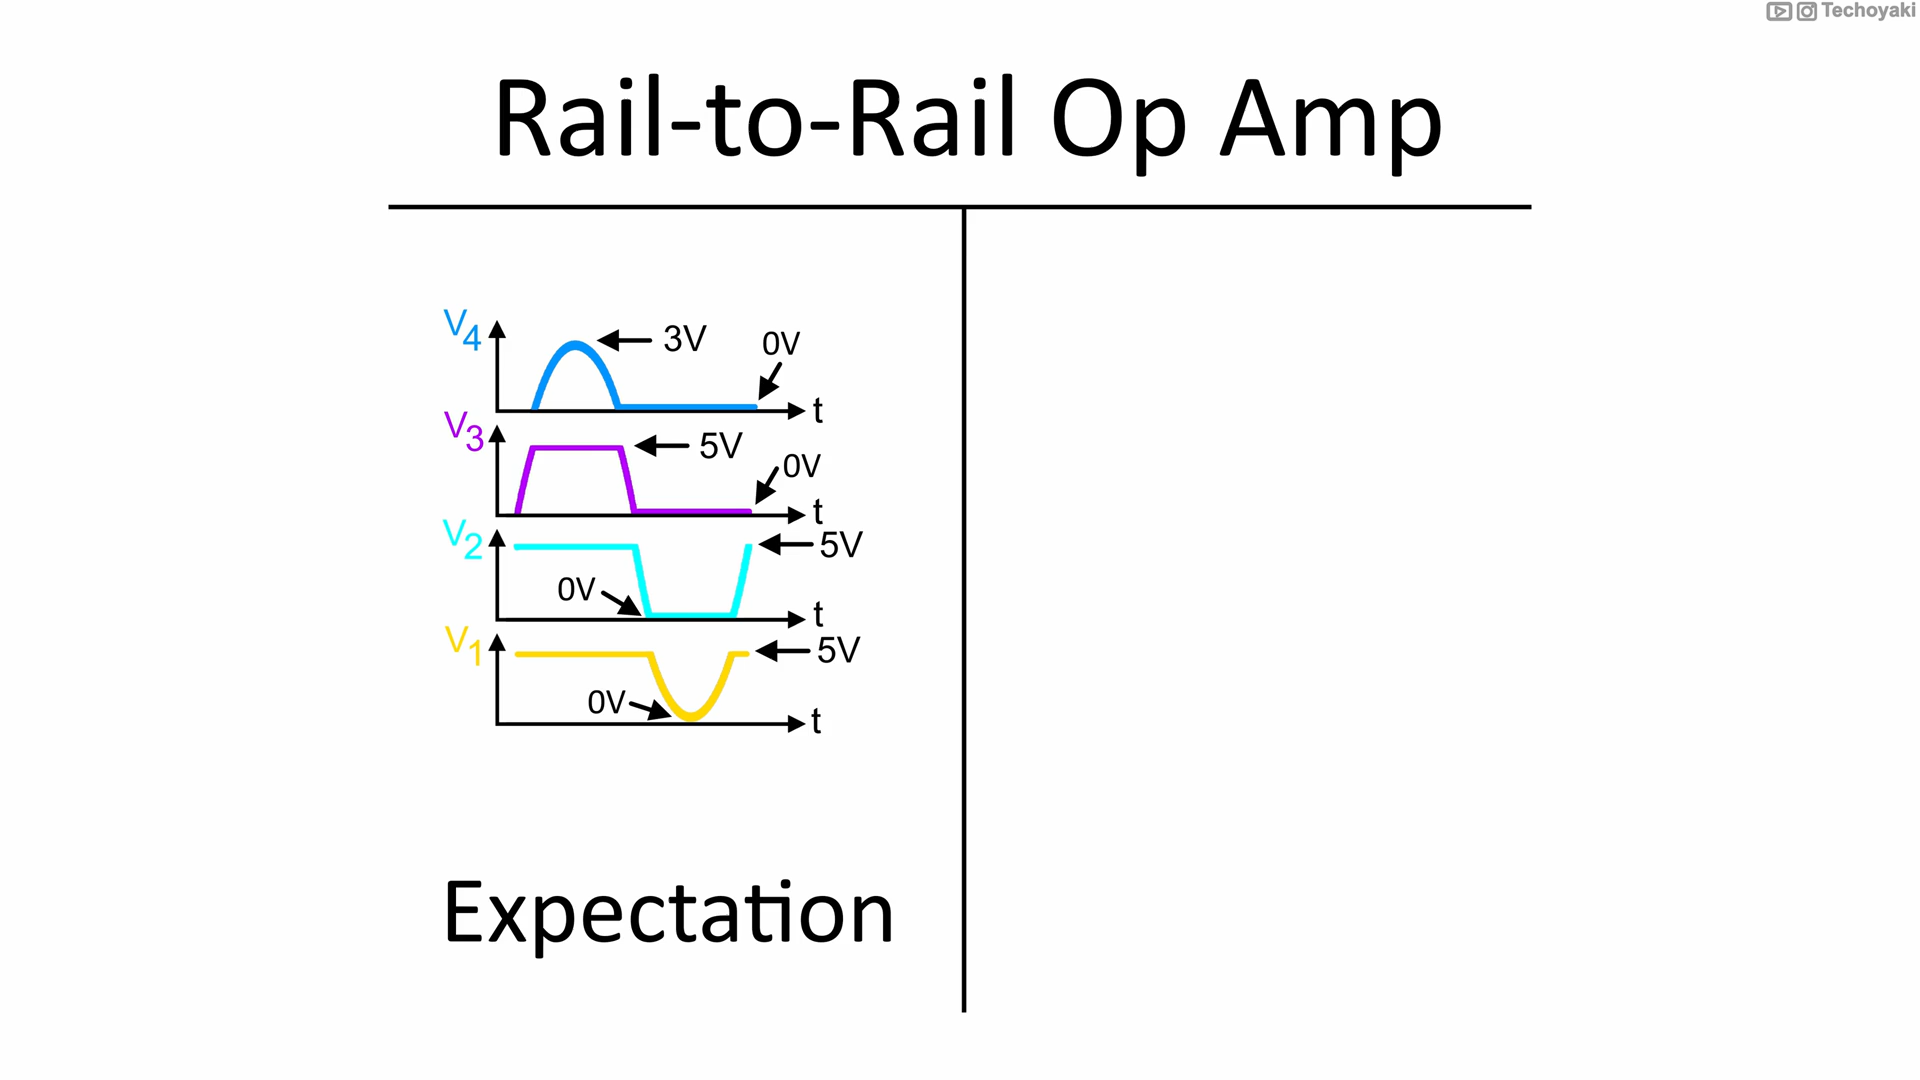 Techoyaki
Rail-to-Rail Op Amp
V4
3V
0V
t
V3
5V
0V
t
V2
5V
0V
t
V1
5V
0V
t
Expectation